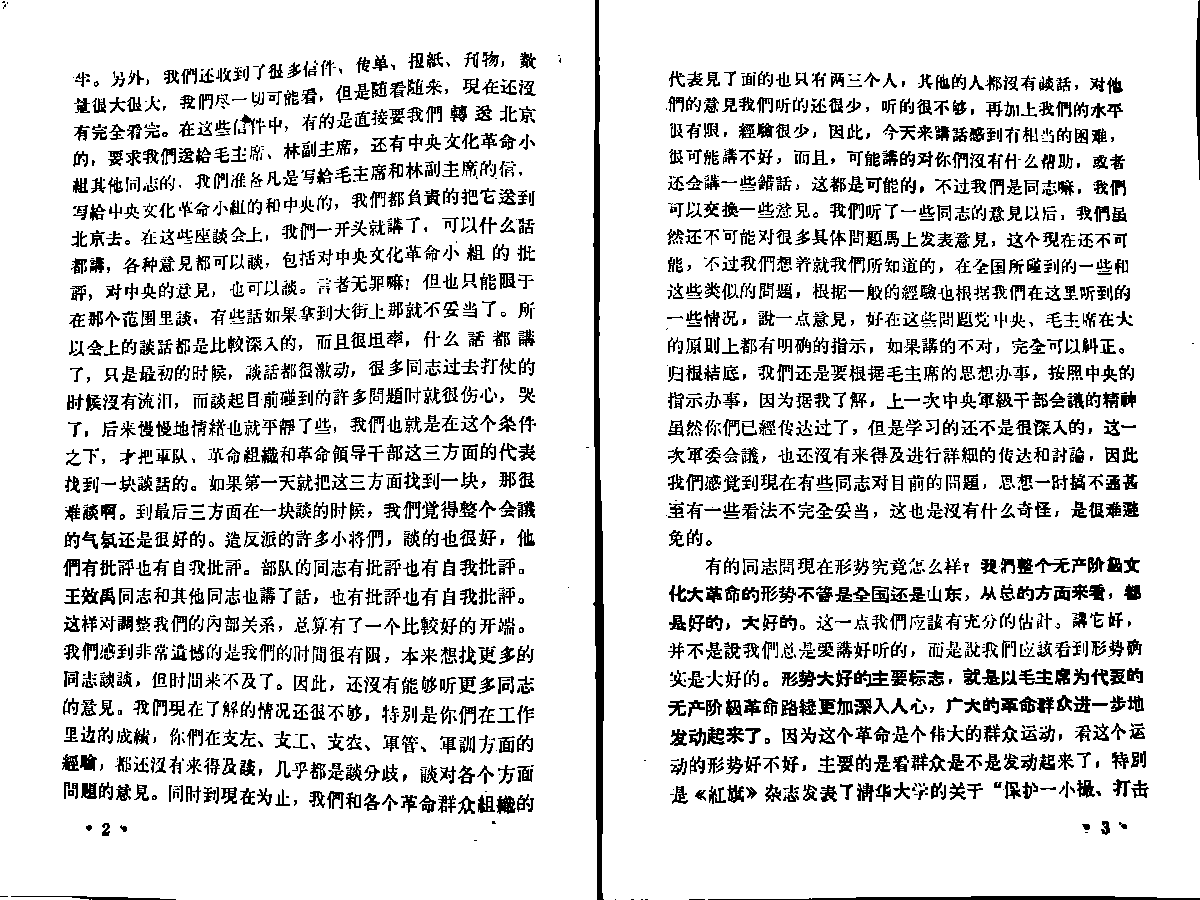 半。另外，我們还收到了很多信件、传单、报紙、刊物，数
量很大很大，我們尽一切可能看，但是随看随来，現在还沒
有完全看完。在这些信件中，有的是直接要我們轉送北京
的，要求我們送給毛主席、林副主席，还有中央文化革命小
組其他同志的，我們准备凡是写給毛主席和林副主席的信，
写給中央文化革命小組的和中央的，我們都負責的把它送到
北京去。在这些座談会上，我們一开头就講了，可以什么話
都講，各种意見都可以談，包括对中央文化革命小組的批
評，对中央的意見，也可以談。言者无罪嘛！但也只能限于
在那个范围里談，有些話如果拿到大街上那就不妥当了。所
以会上的談話都是比較深入的，而且很坦率，什么話都講
了，只是最初的时候，談話都很激动，很多同志过去打仗的
时候沒有流泪，而談起目前碰到的許多問題时就很伤心，哭
了，后来慢慢地情緒也就平靜了些，我們也就是在这个条件
之下，才把軍队、革命組織和革命領导干部这三方面的代表
找到一块談話的。如果第一天就把这三方面找到一块，那很
难談啊。到最后三方面在一块談的时候，我們覚得整个会議
的气氛还是很好的。造反派的許多小将們，談的也很好，他
們有批評也有自我批評。部队的同志有批評也有自我批評。
王效禹同志和其他同志也講了話，也有批評也有自我批評。
这样对調整我們的內部关系，总算有了一个比較好的开端。
我們感到非常遺憾的是我們的时間很有限，本来想找更多的
同志談談，但时間来不及了。因此，还沒有能够听更多同志
的意見。我們現在了解的情况还很不够，特别是你們在工作
里边的成績，你們在支左、支工、支农、軍管、軍訓方面的
經驗，都还沒有来得及談，几乎都是談分歧，談对各个方面
問題的意見。同时到現在为止，我們和各个革命群众組織的
• 2 •
代表見了面的也只有两三个人，其他的人都沒有談話，对他
們的意見我們听的还很少，听的很不够，再加上我們的水平
很有限，經驗很少，因此，今天来講話感到有相当的困难，
很可能講不好，而且，可能講的对你們沒有什么帮助，或者
还会講一些錯話，这都是可能的，不过我們是同志嘛，我們
可以交換一些意見。我們听了一些同志的意見以后，我們虽
然还不可能对很多具体問題馬上发表意見，这个現在还不可
能，不过我們想着就我們所知道的，在全国所碰到的一些和
这些类似的問題，根据一般的經驗也根据我們在这里听到的
一些情况，說一点意見，好在这些問題党中央、毛主席在大
的原則上都有明确的指示，如果講的不对，完全可以糾正。
归根結底，我們还是要根据毛主席的思想办事，按照中央的
指示办事，因为据我了解，上一次中央軍級干部会議的精神
虽然你們已經传达过了，但是学习的还不是很深入的，这一
次軍委会議，也还沒有来得及进行詳細的传达和討論，因此
我們感覚到現在有些同志对目前的問題，思想一时搞不通甚
至有一些看法不完全妥当，这也是沒有什么奇怪，是很难避
免的。
有的同志問現在形势究竟怎么样？我們整个无产阶級文
化大革命的形势不管是全国还是山东，从总的方面来看，都
是好的，大好的。这一点我們应該有充分的估計。講它好，
并不是說我們总是爱講好听的，而是說我們应該看到形势确
实是大好的。形势大好的主要标志，就是以毛主席为代表的
无产阶級革命路綫更加深入人心，广大的革命群众进一步地
发动起来了。因为这个革命是个伟大的群众运动，看这个运
动的形势好不好，主要的是看群众是不是发动起来了，特別
是《紅旗》杂志发表了清华大学的关于“保护一小撮、打击
• 3 •